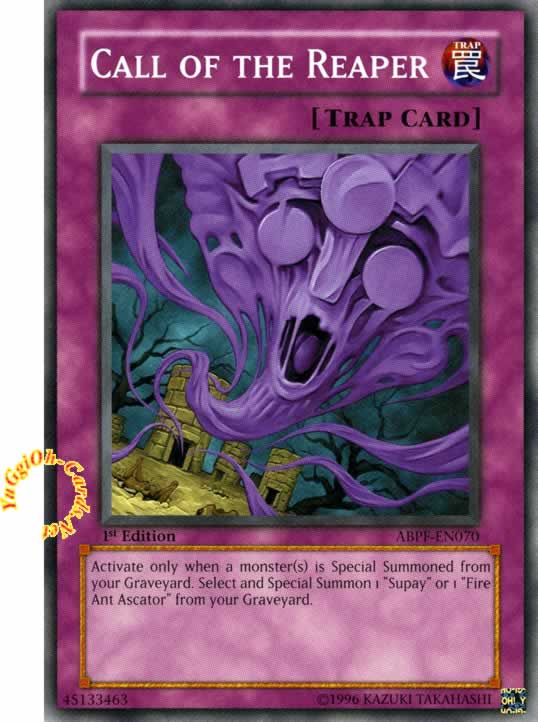 CALL OF THE REAPER
TRAP
罠
[TRAP CARD]
YuGgiOh-Cards.Net
1st Edition
ABPF-EN070
Activate only when a monster(s) is Special Summoned from
your Graveyard. Select and Special Summon 1 "Supay" or 1 "Fire
Ant Ascator" from your Graveyard.
45133463
©1996 KAZUKI TAKAHASHI